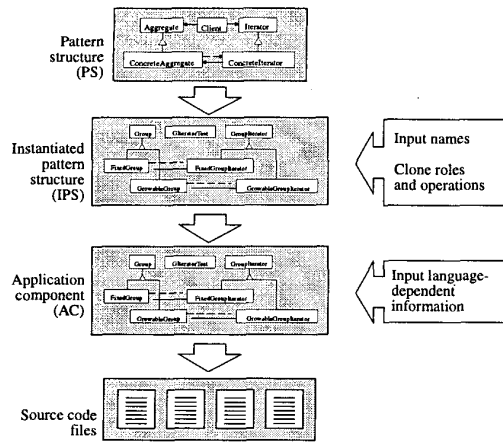 Pattern
structure
(PS)
Aggregate Client Iterator
ConcreteAggregate ConcreteIterator
Instantiated
pattern
structure
(IPS)
Group GIteratorTest GroupIterator
FixedGroup FixedGroupIterator
GrowableGroup GrowableGroupIterator
Input names
Clone roles
and operations
Application
component
(AC)
Group GIteratorTest GroupIterator
FixedGroup FixedGroupIterator
GrowableGroup GrowableGroupIterator
Input language-
dependent
information
Source code
files